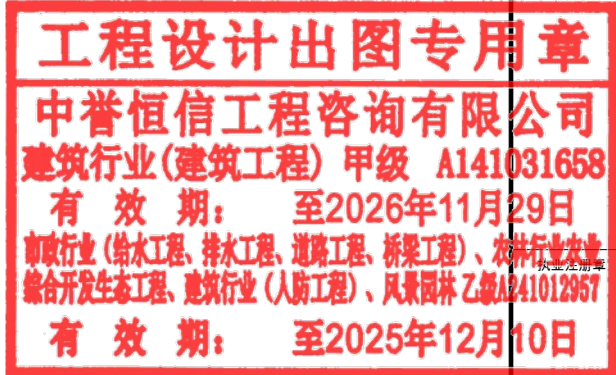 工程设计出图专用章
中誉恒信工程咨询有限公司
建筑行业(建筑工程) 甲级 A141031658
有 效 期： 至2026年11月29日
市政行业（给水工程、排水工程、道路工程、桥梁工程）、农林行业农业
执业注册章
综合开发生态工程、建筑行业（人防工程）、风景园林 乙级A241012957
有 效 期： 至2025年12月10日